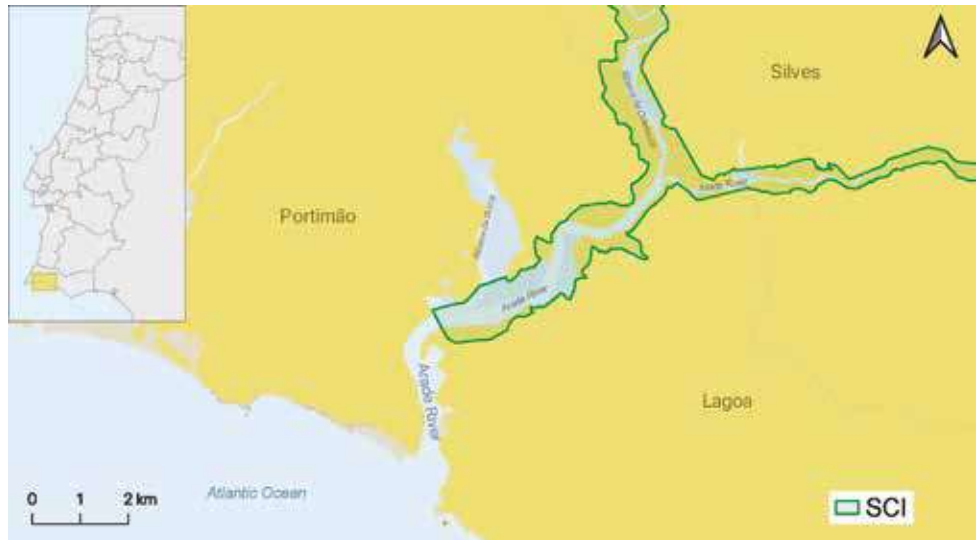 Silves
Arade River
Portimão
Arade River
Arade River
Lagoa
Atlantic Ocean
0 1 2 km
SCI